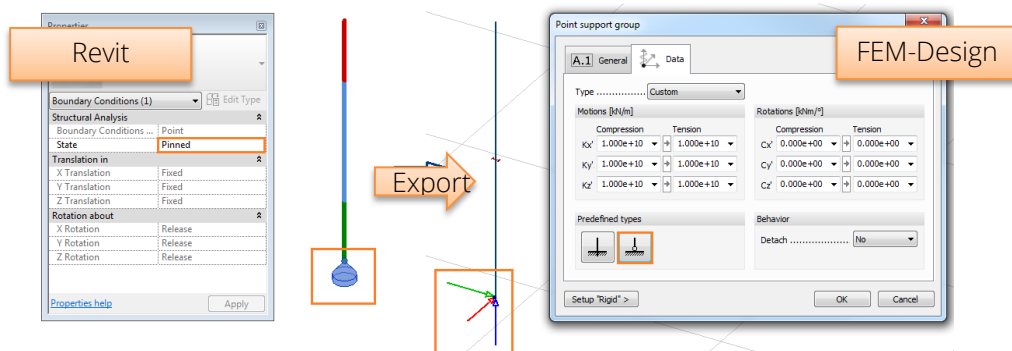 Properties
Revit
Boundary Conditions (1)
Edit Type
Structural Analysis
Boundary Conditions ... Point
State Pinned
Translation in
X Translation Fixed
Y Translation Fixed
Z Translation Fixed
Rotation about
X Rotation Release
Y Rotation Release
Z Rotation Release
Properties help
Apply
Export
Point support group
FEM-Design
A.1 General
Data
Type ................ Custom
Motions [kN/m]
Compression Tension
Kx' 1.000e+10 1.000e+10
Ky' 1.000e+10 1.000e+10
Kz' 1.000e+10 1.000e+10
Rotations [kNm/°]
Compression Tension
Cx' 0.000e+00 0.000e+00
Cy' 0.000e+00 0.000e+00
Cz' 0.000e+00 0.000e+00
Predefined types
Behavior
Detach ................... No
Setup "Rigid" >
OK
Cancel